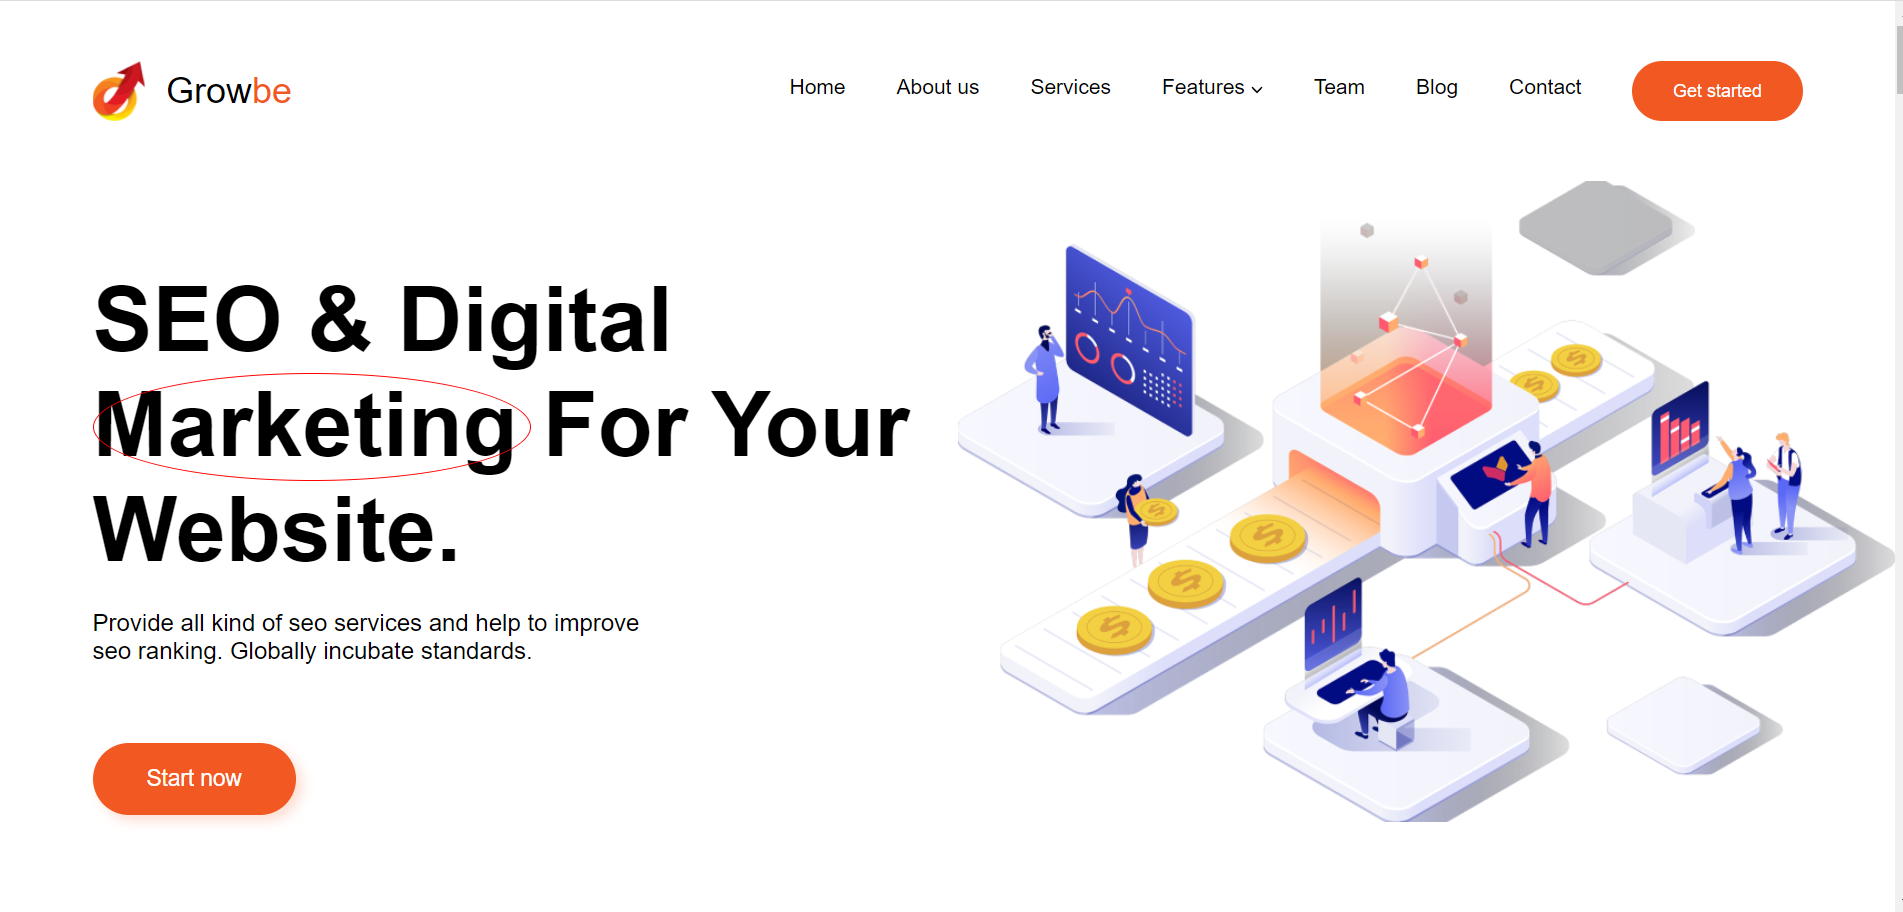 Growbe
Home About us Services Features Team Blog Contact Get started
SEO & Digital
Marketing For Your
Website.
Provide all kind of seo services and help to improve
seo ranking. Globally incubate standards.
Start now